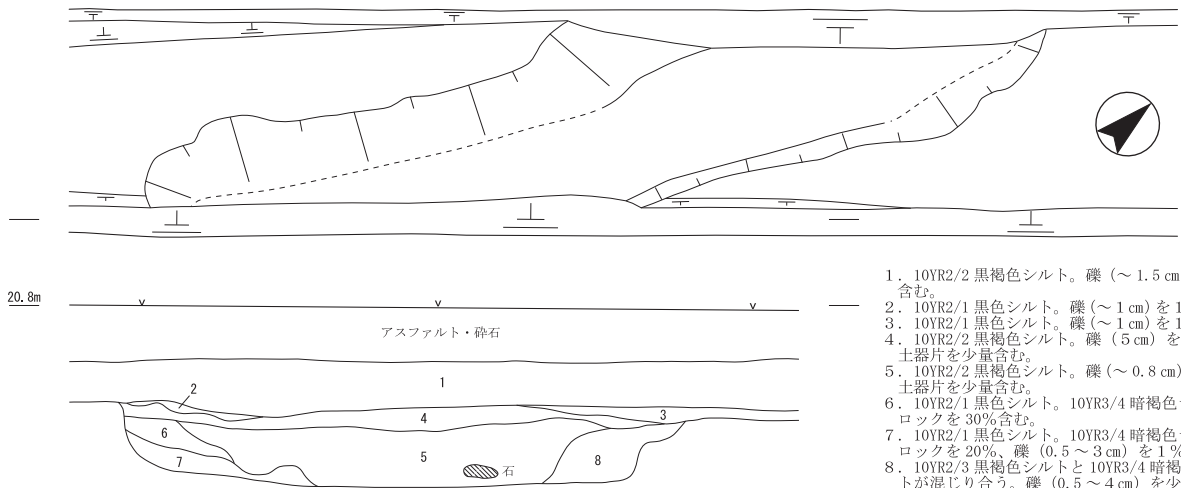 20.8m
アスファルト・砕石
1
2
3
4
5
6
7
8
石
1. 10YR2/2 黒褐色シルト。礫（～ 1.5 ㎝
含む。
2. 10YR2/1 黒色シルト。礫（～ 1 ㎝）を 1
3. 10YR2/1 黒色シルト。礫（～ 1 ㎝）を 1
4. 10YR2/2 黒褐色シルト。礫（5 ㎝）を
土器片を少量含む。
5. 10YR2/2 黒褐色シルト。礫（～ 0.8 ㎝）
土器片を少量含む。
6. 10YR2/1 黒色シルト。10YR3/4 暗褐色
ロックを 30％含む。
7. 10YR2/1 黒色シルト。10YR3/4 暗褐色
ロックを 20％、礫（0.5 ～ 3 ㎝）を 1 ％
8. 10YR2/3 黒褐色シルトと 10YR3/4 暗褐
トが混じり合う。礫（0.5 ～ 4 ㎝）を少